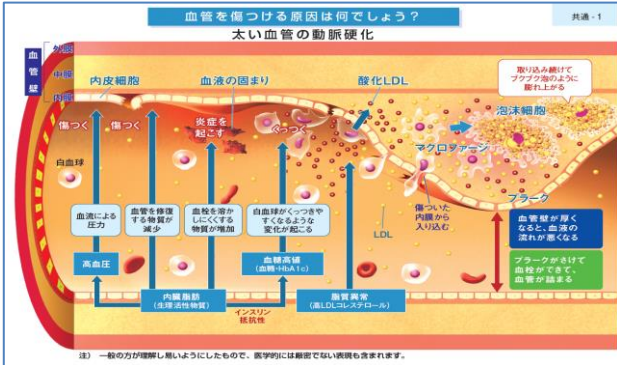 血管を傷つける原因は何でしょう？
共通 - 1
太い血管の動脈硬化
血管壁
外膜
中膜
内膜
内皮細胞
血液の固まり
酸化LDL
取り込み続けて
ブクブク泡のように
膨れ上がる
泡沫細胞
傷つく
傷つく
炎症を
起こす
くっつく
マクロファージ
白血球
プラーク
傷ついた
内膜から
入り込む
LDL
血流による
圧力
血管を修復
する物質が
減少
血栓を溶か
しにくくする
物質が増加
白血球がくっつきや
すくなるような
変化が起こる
血管壁が厚く
なると、血液の
流れが悪くなる
プラークがさけて
血栓ができて、
血管が詰まる
高血圧
血糖高値
（血糖・HbA1c）
内臓脂肪
（生理活性物質）
インスリン
抵抗性
脂質異常
（高LDLコレステロール）
注） 一般の方が理解し易いようにしたもので、医学的には厳密でない表現も含まれます。